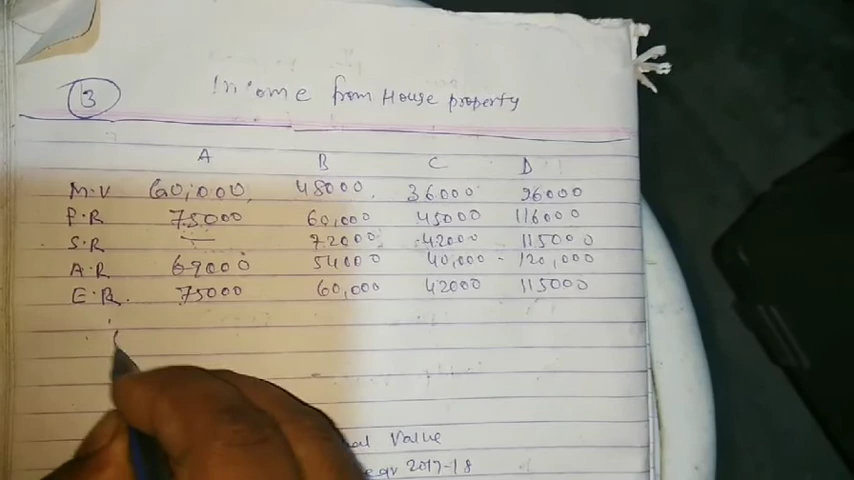 3 Income from House property
A B C D
M.V 60,000, 48000, 36000 96000
F.R 75000 60,000 45000 116000
S.R — 72000 42000 115000
A.R 69000 54000 40,000 - 120,000
E.R. 75000 60,000 42000 115000
Value
2017-18